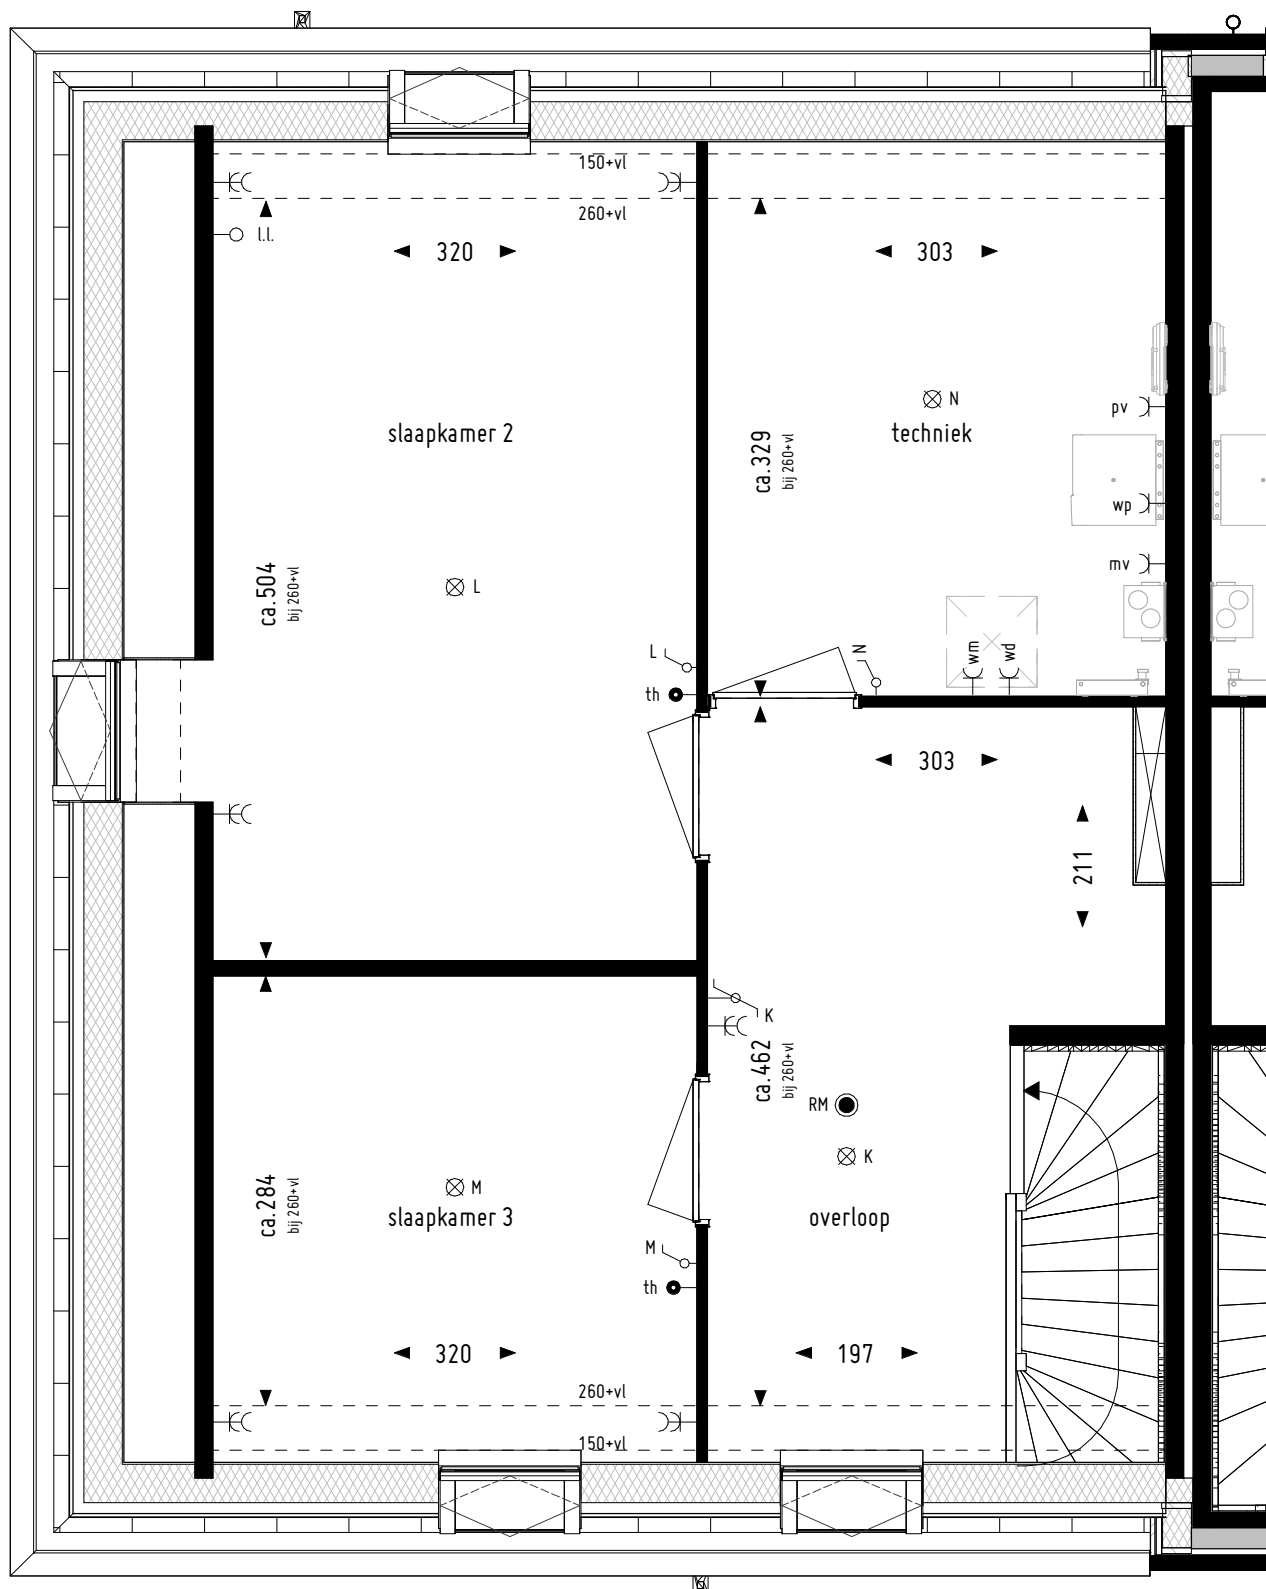 150+vl
260+vl
l.l.
320
303
N
pv
slaapkamer 2
techniek
ca.329
bij 260+vl
wp
mv
ca.504
bij 260+vl
L
L
N
wm
wd
th
303
211
K
ca.462
bij 260+vl
RM
K
ca.284
bij 260+vl
M
slaapkamer 3
overloop
M
th
320
197
260+vl
150+vl